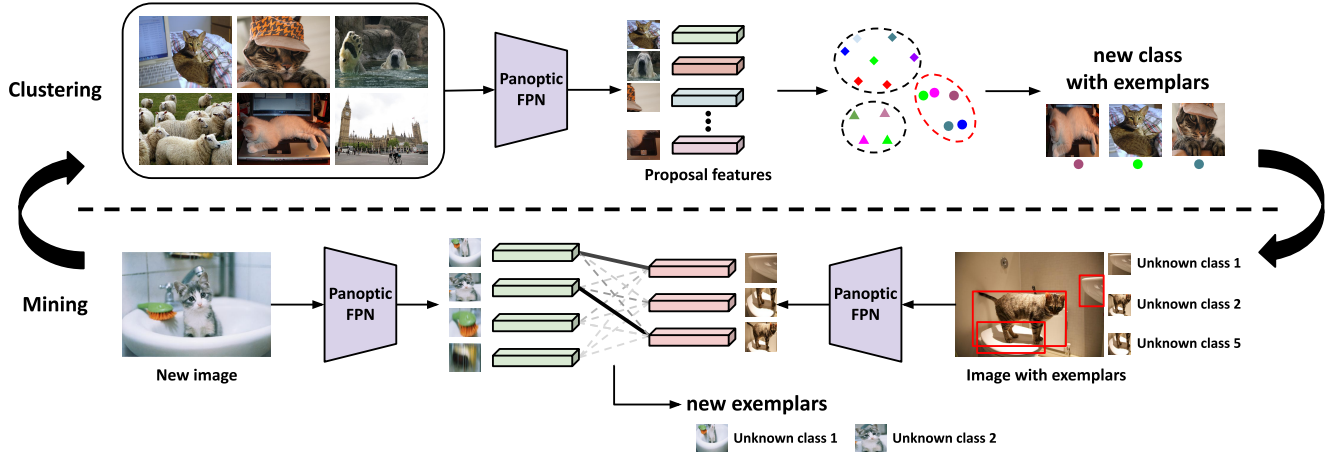 Clustering
Panoptic
FPN
Proposal features
new class
with exemplars
Mining
New image
Panoptic
FPN
Panoptic
FPN
Image with exemplars
Unknown class 1
Unknown class 2
Unknown class 5
new exemplars
Unknown class 1
Unknown class 2